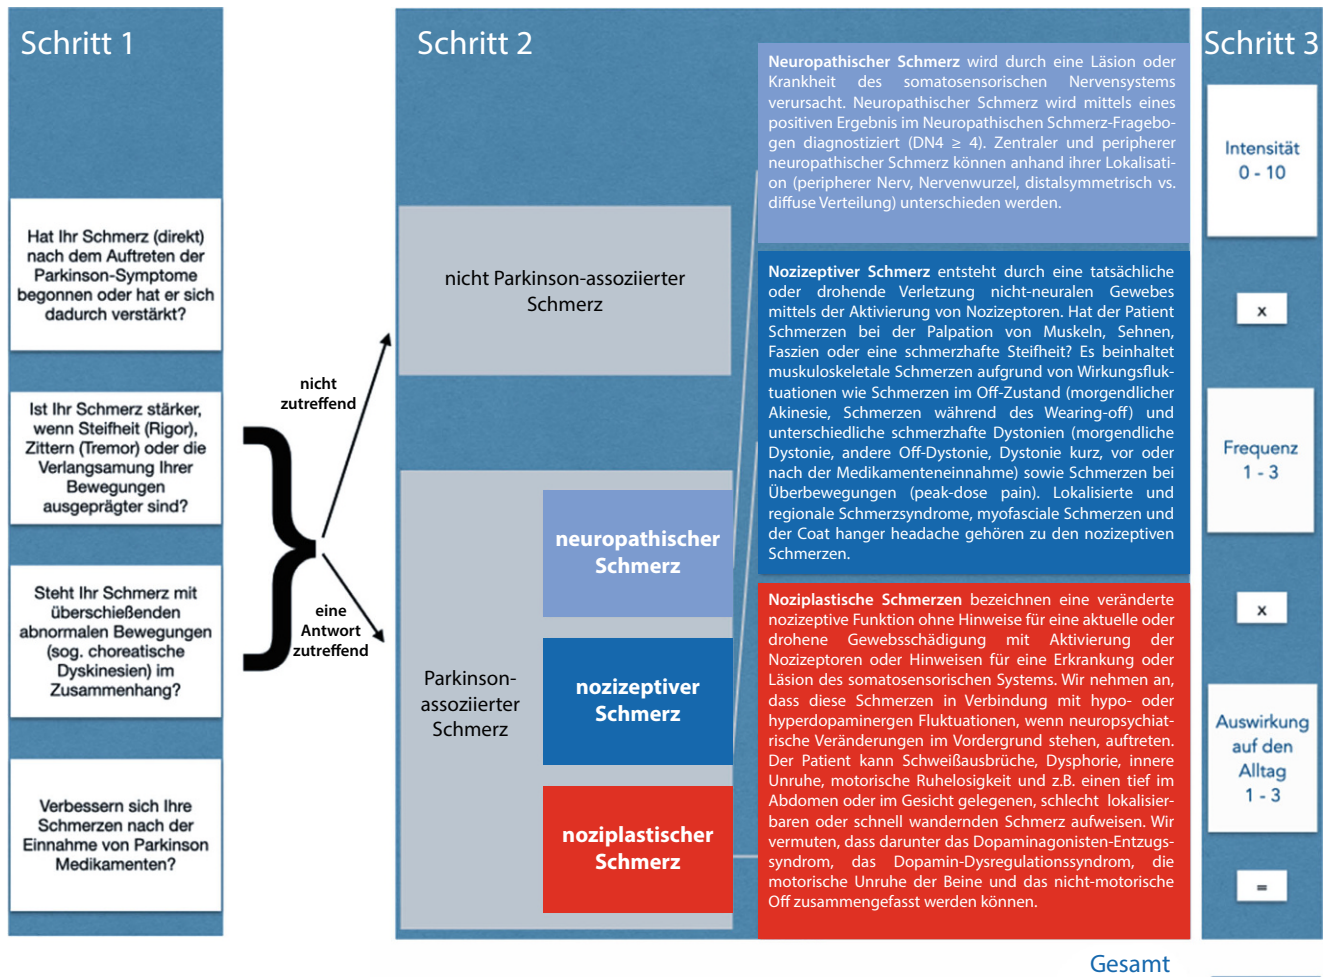 Schritt 1
Hat Ihr Schmerz (direkt)
nach dem Auftreten der
Parkinson-Symptome
begonnen oder hat er sich
dadurch verstärkt?
Ist Ihr Schmerz stärker,
wenn Steifheit (Rigor),
Zittern (Tremor) oder die
Verlangsamung Ihrer
Bewegungen
ausgeprägter sind?
Steht Ihr Schmerz mit
überschießenden
abnormalen Bewegungen
(sog. choreatische
Dyskinesien) im
Zusammenhang?
Verbessern sich Ihre
Schmerzen nach der
Einnahme von Parkinson
Medikamenten?
nicht
zutreffend
eine
Antwort
zutreffend
Schritt 2
nicht Parkinson-assoziierter
Schmerz
Parkinson-
assoziierter
Schmerz
neuropathischer
Schmerz
nozizeptiver
Schmerz
noziplastischer
Schmerz
Neuropathischer Schmerz wird durch eine Läsion oder
Krankheit des somatosensorischen Nervensystems
verursacht. Neuropathischer Schmerz wird mittels eines
positiven Ergebnis im Neuropathischen Schmerz-Fragebo-
gen diagnostiziert (DN4 ≥ 4). Zentraler und peripherer
neuropathischer Schmerz können anhand ihrer Lokalisati-
on (peripherer Nerv, Nervenwurzel, distalsymmetrisch vs.
diffuse Verteilung) unterschieden werden.
Nozizeptiver Schmerz entsteht durch eine tatsächliche
oder drohende Verletzung nicht-neuralen Gewebes
mittels der Aktivierung von Nozizeptoren. Hat der Patient
Schmerzen bei der Palpation von Muskeln, Sehnen,
Faszien oder eine schmerzhafte Steifheit? Es beinhaltet
muskuloskeletale Schmerzen aufgrund von Wirkungsfluk-
tuationen wie Schmerzen im Off-Zustand (morgendlicher
Akinesie, Schmerzen während des Wearing-off) und
unterschiedliche schmerzhafte Dystonien (morgendliche
Dystonie, andere Off-Dystonie, Dystonie kurz, vor oder
nach der Medikamenteneinnahme) sowie Schmerzen bei
Überbewegungen (peak-dose pain). Lokalisierte und
regionale Schmerzsyndrome, myofasciale Schmerzen und
der Coat hanger headache gehören zu den nozizeptiven
Schmerzen.
Noziplastische Schmerzen bezeichnen eine veränderte
nozizeptive Funktion ohne Hinweise für eine aktuelle oder
drohene Gewebsschädigung mit Aktivierung der
Nozizeptoren oder Hinweisen für eine Erkrankung oder
Läsion des somatosensorischen Systems. Wir nehmen an,
dass diese Schmerzen in Verbindung mit hypo- oder
hyperdopaminergen Fluktuationen, wenn neuropsychiat-
rische Veränderungen im Vordergrund stehen, auftreten.
Der Patient kann Schweißausbrüche, Dysphorie, innere
Unruhe, motorische Ruhelosigkeit und z.B. einen tief im
Abdomen oder im Gesicht gelegenen, schlecht lokalisier-
baren oder schnell wandernden Schmerz aufweisen. Wir
vermuten, dass darunter das Dopaminagonisten-Entzugs-
syndrom, das Dopamin-Dysregulationssyndrom, die
motorische Unruhe der Beine und das nicht-motorische
Off zusammengefasst werden können.
Schritt 3
Intensität
0 - 10
x
Frequenz
1 - 3
x
Auswirkung
auf den
Alltag
1 - 3
=
Gesamt